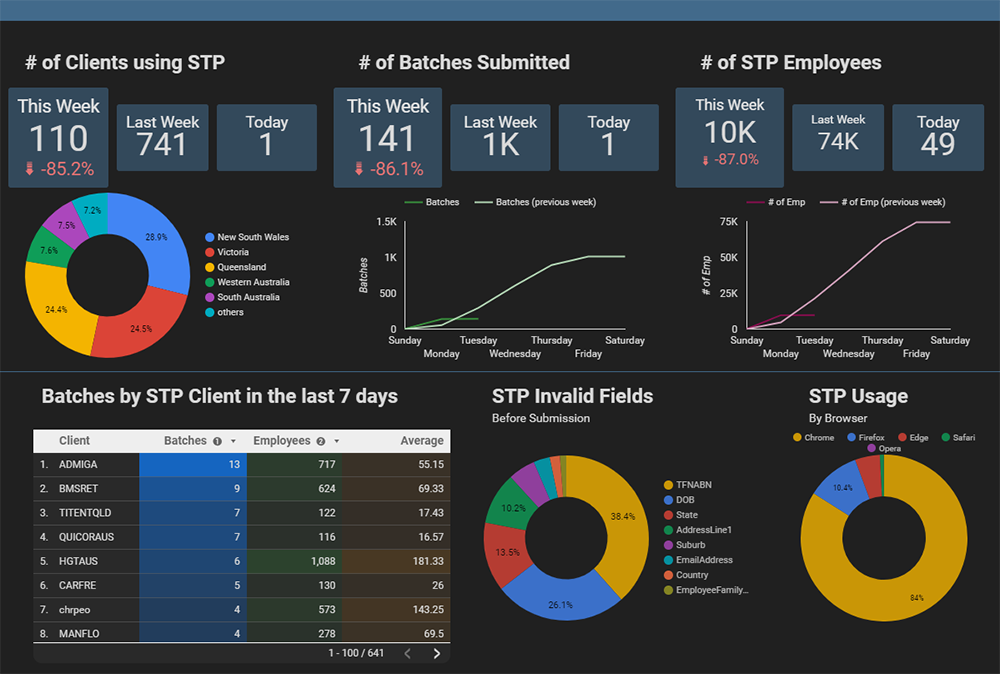 # of Clients using STP
# of Batches Submitted
# of STP Employees
This Week
110
-85.2%
Last Week
741
Today
1
This Week
141
-86.1%
Last Week
1K
Today
1
This Week
10K
-87.0%
Last Week
74K
Today
49
7.2%
7.5%
7.6%
28.9%
24.4%
24.5%
New South Wales
Victoria
Queensland
Western Australia
South Australia
others
Batches
Batches (previous week)
1.5K
1K
500
0
Batches
Sunday
Monday
Tuesday
Wednesday
Thursday
Friday
Saturday
# of Emp
# of Emp (previous week)
75K
50K
25K
0
# of Emp
Sunday
Monday
Tuesday
Wednesday
Thursday
Friday
Saturday
Batches by STP Client in the last 7 days
Client Batches 1 Employees 2 Average
1. ADMIGA 13 717 55.15
2. BMSRET 9 624 69.33
3. TITENTQLD 7 122 17.43
4. QUICORAUS 7 116 16.57
5. HGTAUS 6 1,088 181.33
6. CARFRE 5 130 26
7. chrpeo 4 573 143.25
8. MANFLO 4 278 69.5
1 - 100 / 641
STP Invalid Fields
Before Submission
38.4%
26.1%
13.5%
10.2%
TFNABN
DOB
State
AddressLine1
Suburb
EmailAddress
Country
EmployeeFamily...
STP Usage
By Browser
Chrome
Firefox
Edge
Safari
Opera
10.4%
84%